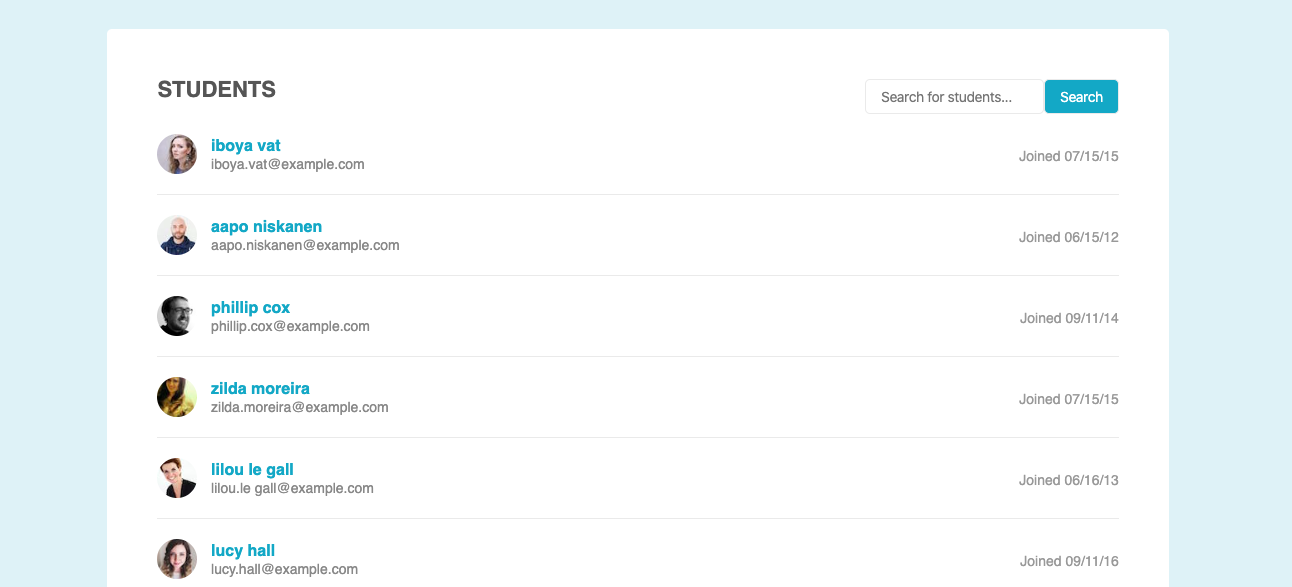 STUDENTS
Search for students...
Search
iboya vat
iboya.vat@example.com
Joined 07/15/15
aapo niskanen
aapo.niskanen@example.com
Joined 06/15/12
phillip cox
phillip.cox@example.com
Joined 09/11/14
zilda moreira
zilda.moreira@example.com
Joined 07/15/15
lilou le gall
lilou.le gall@example.com
Joined 06/16/13
lucy hall
lucy.hall@example.com
Joined 09/11/16